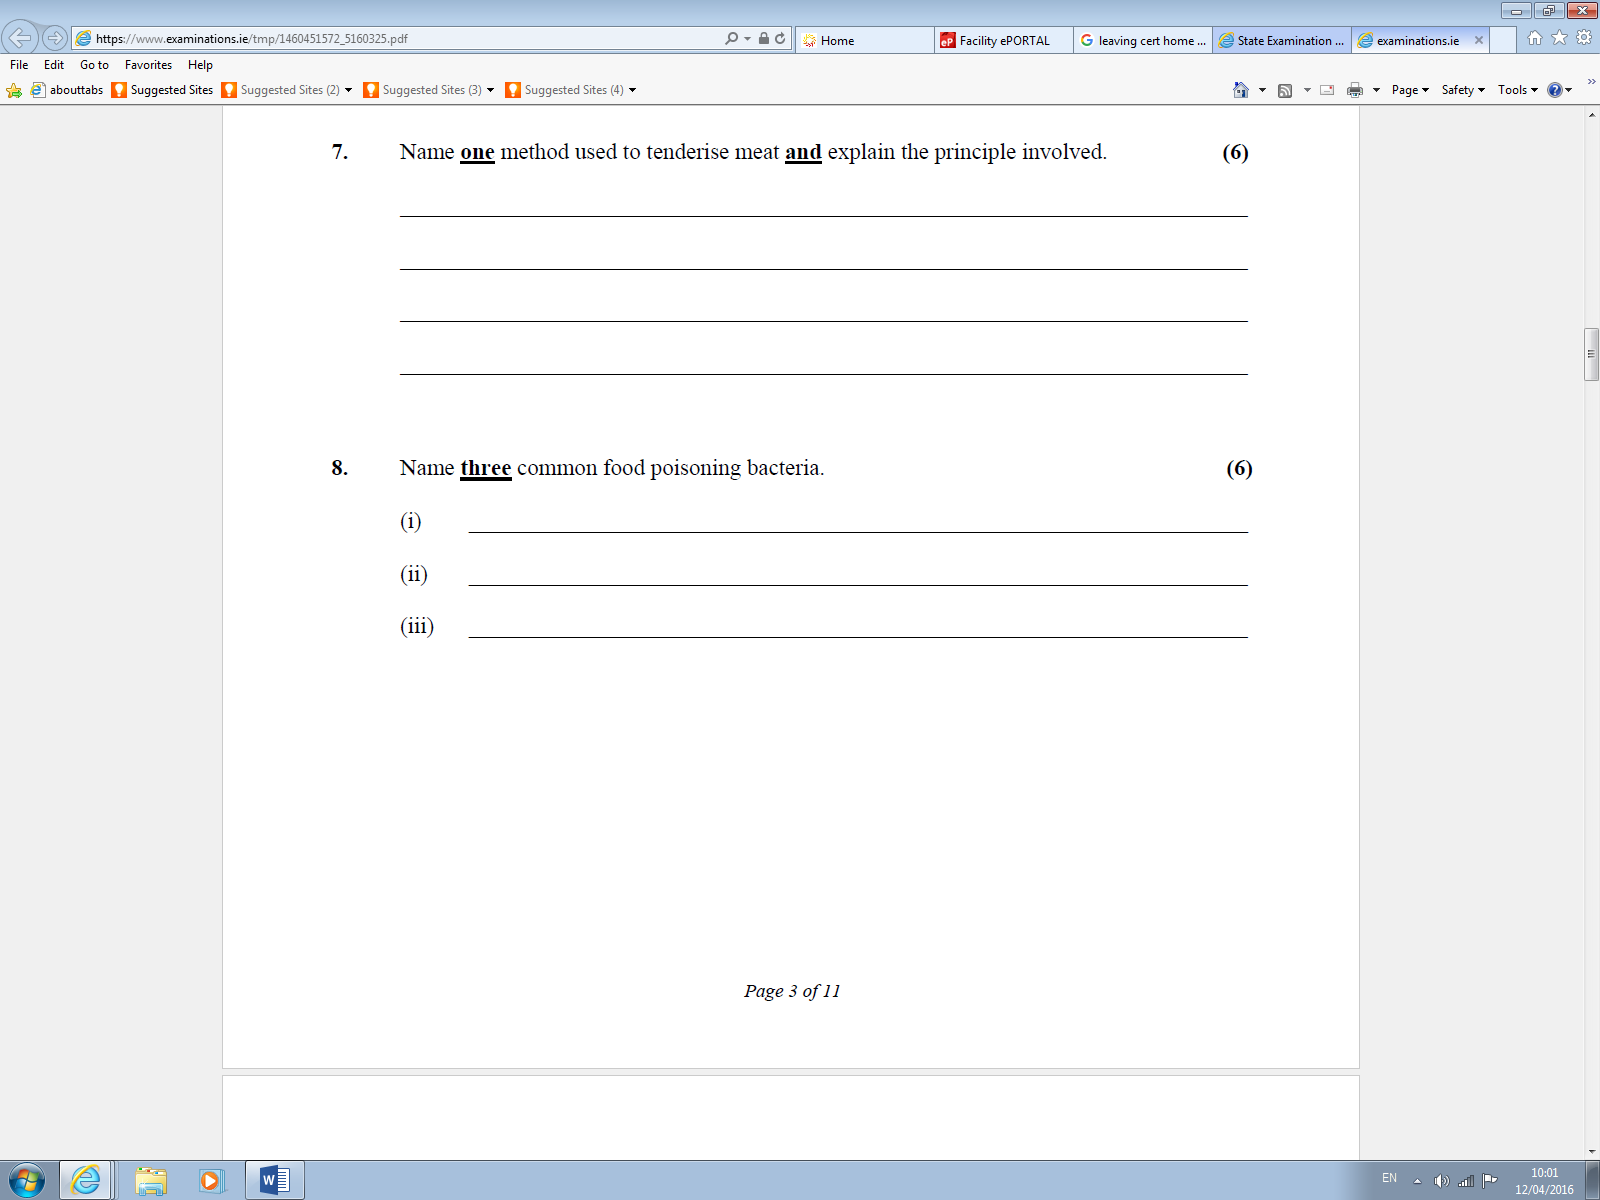 https://www.examinations.ie/tmp/1460451572_5160325.pdf
Home
Facility ePORTAL
leaving cert home ...
State Examination ...
examinations.ie
File Edit Go to Favorites Help
abouttabs Suggested Sites Suggested Sites (2) Suggested Sites (3) Suggested Sites (4) Page Safety Tools
7. Name one method used to tenderise meat and explain the principle involved. (6)
8. Name three common food poisoning bacteria. (6)
(i)
(ii)
(iii)
Page 3 of 11
EN
10:01
12/04/2016